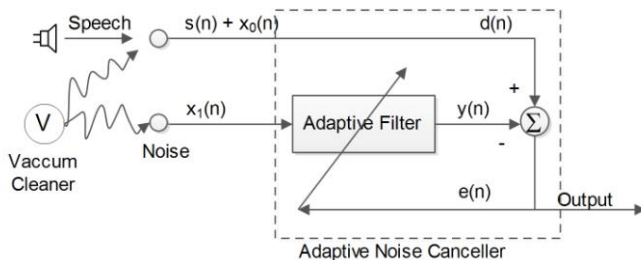 Speech
s(n) + x₀(n)
d(n)
+
V
x₁(n)
Adaptive Filter
y(n)
Σ
-
Vaccum
Cleaner
Noise
e(n)
Output
Adaptive Noise Canceller